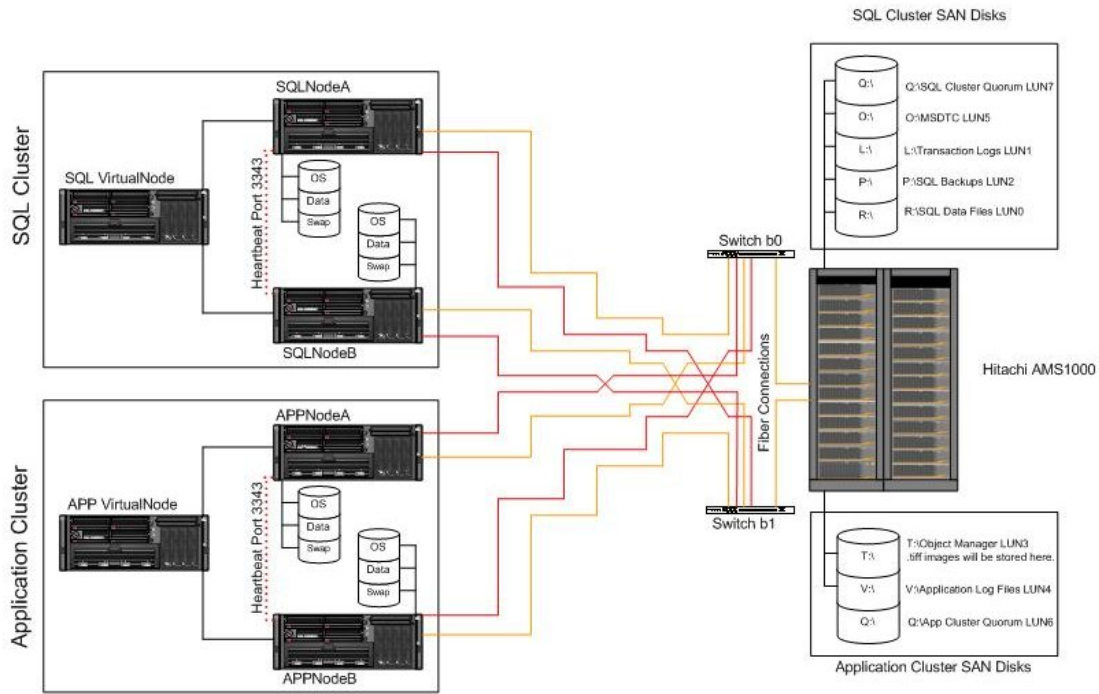 SQL Cluster SAN Disks
Q:\
Q:\SQL Cluster Quorum LUN7
O:\
O:\MSDTC LUN5
L:\
L:\Transaction Logs LUN1
P:\
P:\SQL Backups LUN2
R:\
R:\SQL Data Files LUN0
SQL Cluster
SQLNodeA
SQL VirtualNode
Heartbeat Port 3343
OS
Data
Swap
OS
Data
Swap
SQLNodeB
Switch b0
Fiber Connections
Switch b1
Hitachi AMS1000
Application Cluster
APPNodeA
APP VirtualNode
Heartbeat Port 3343
OS
Data
Swap
OS
Data
Swap
APPNodeB
T:\
T:\Object Manager LUN3
.tiff images will be stored here.
V:\
V:\Application Log Files LUN4
Q:\
Q:\App Cluster Quorum LUN6
Application Cluster SAN Disks